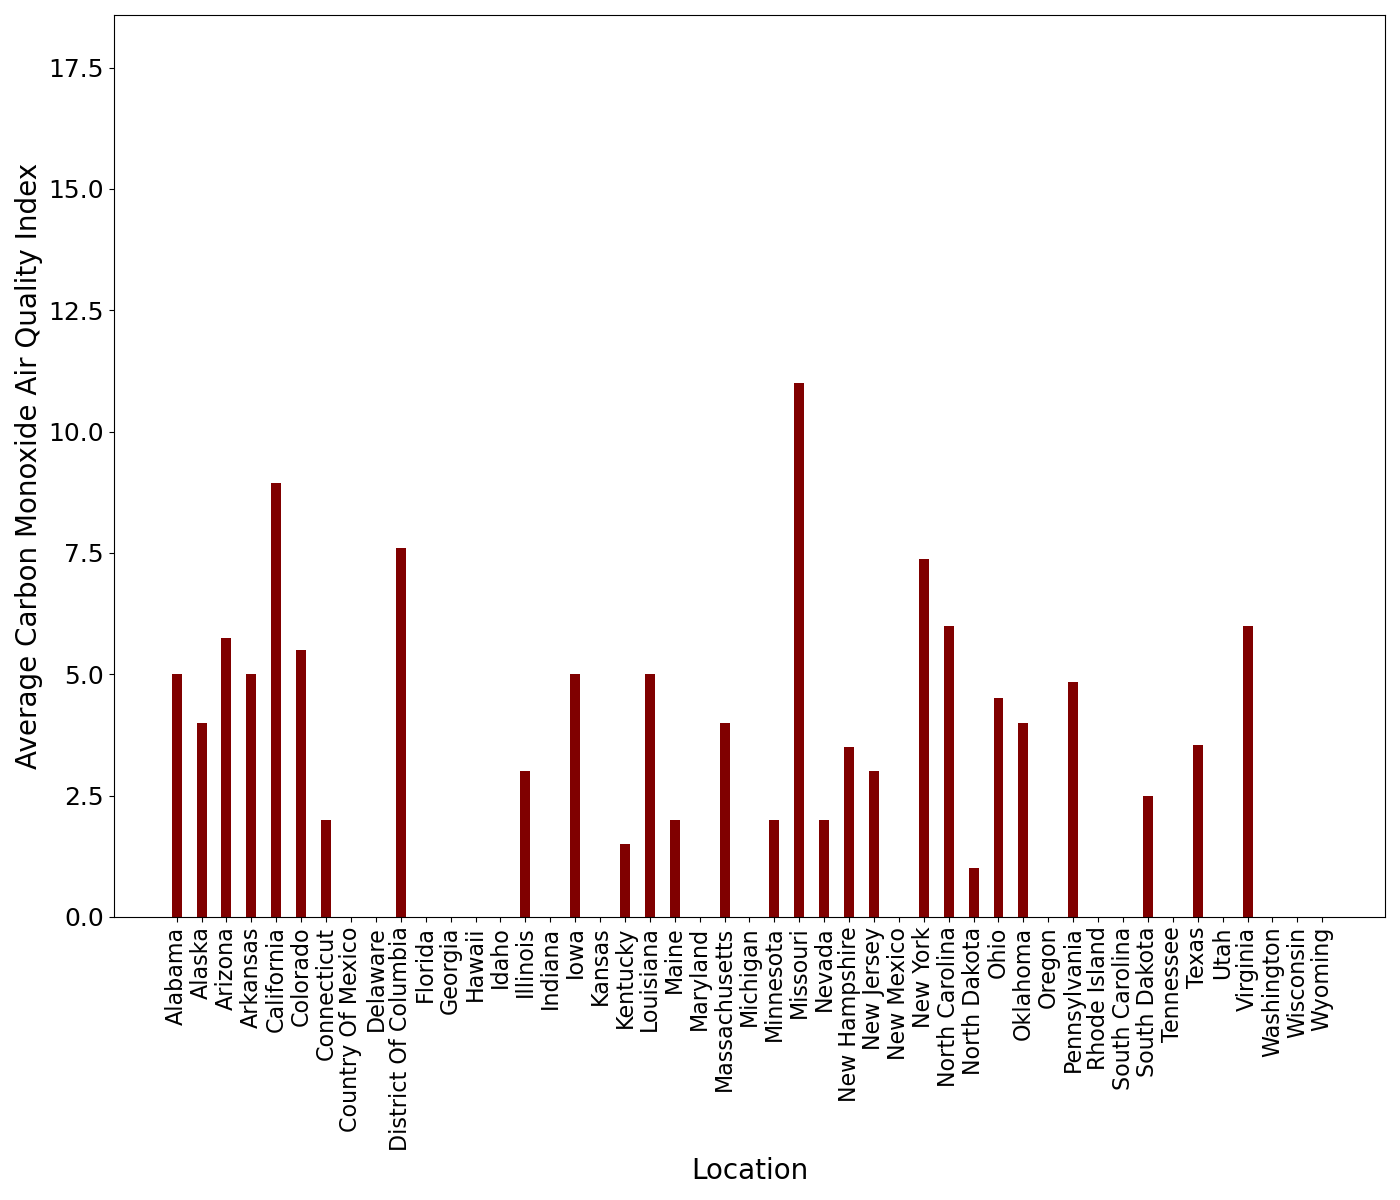 17.5
15.0
12.5
10.0
7.5
5.0
2.5
0.0
Average Carbon Monoxide Air Quality Index
Alabama
Alaska
Arizona
Arkansas
California
Colorado
Connecticut
Country Of Mexico
Delaware
District Of Columbia
Florida
Georgia
Hawaii
Idaho
Illinois
Indiana
Iowa
Kansas
Kentucky
Louisiana
Maine
Maryland
Massachusetts
Michigan
Minnesota
Missouri
Nevada
New Hampshire
New Jersey
New Mexico
New York
North Carolina
North Dakota
Ohio
Oklahoma
Oregon
Pennsylvania
Rhode Island
South Carolina
South Dakota
Tennessee
Texas
Utah
Virginia
Washington
Wisconsin
Wyoming
Location